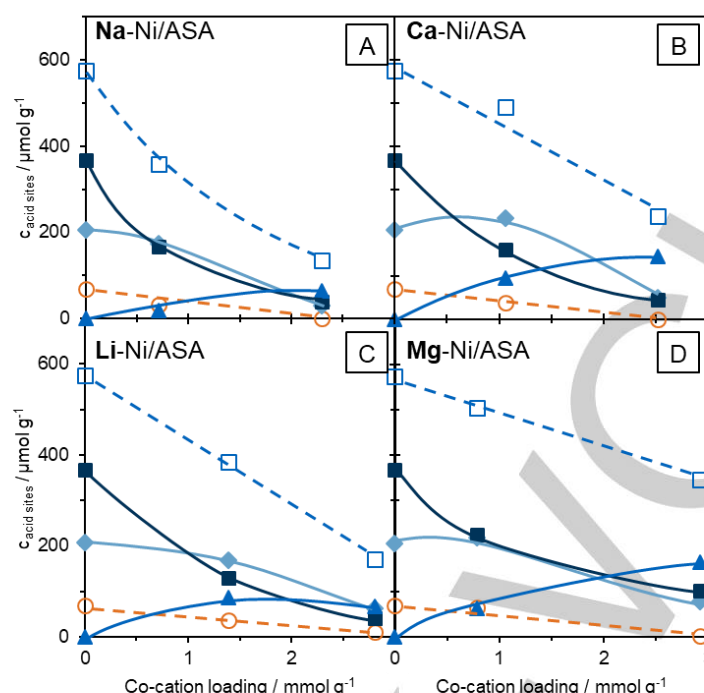 Na-Ni/ASA
A
Ca-Ni/ASA
B
600
400
200
0
c acid sites / µmol g-1
Li-Ni/ASA
C
Mg-Ni/ASA
D
600
400
200
0
c acid sites / µmol g-1
0 1 2 0 1 2 3
Co-cation loading / mmol g-1 Co-cation loading / mmol g-1